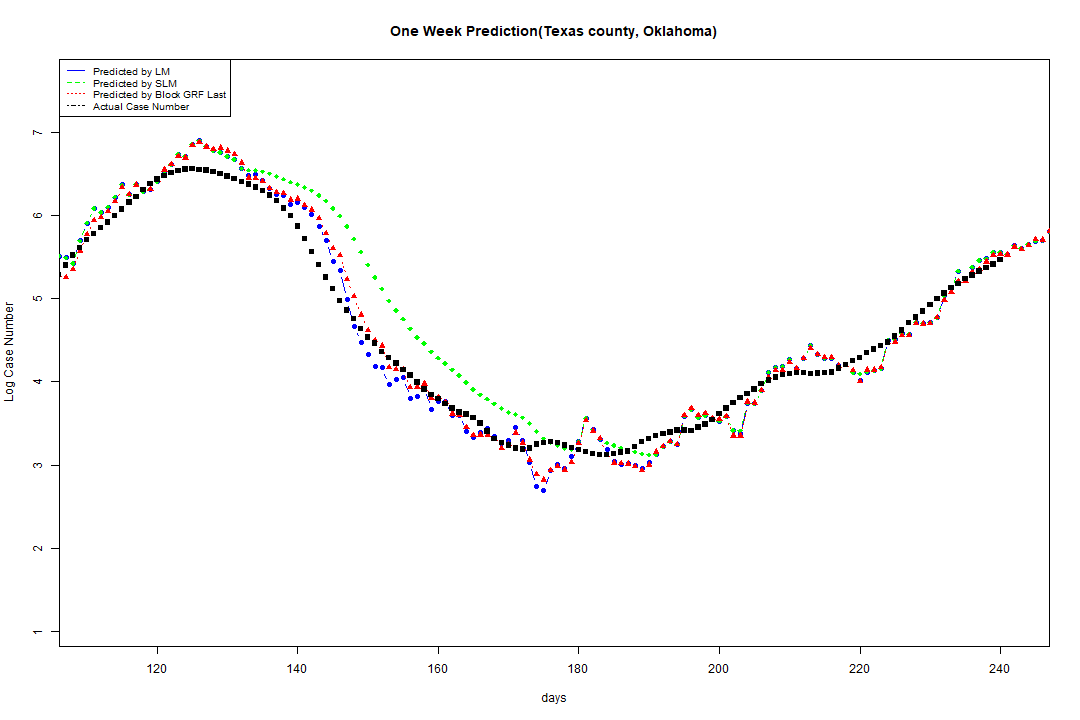 One Week Prediction(Texas county, Oklahoma)
Predicted by LM
Predicted by SLM
Predicted by Block GRF Last
Actual Case Number
7
6
5
4
3
2
1
Log Case Number
120 140 160 180 200 220 240
days